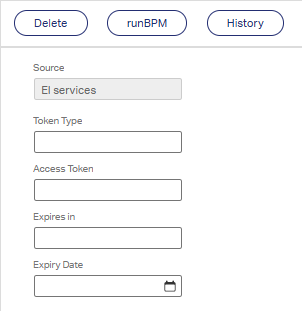 Delete runBPM History
Source
EI services
Token Type
Access Token
Expires in
Expiry Date